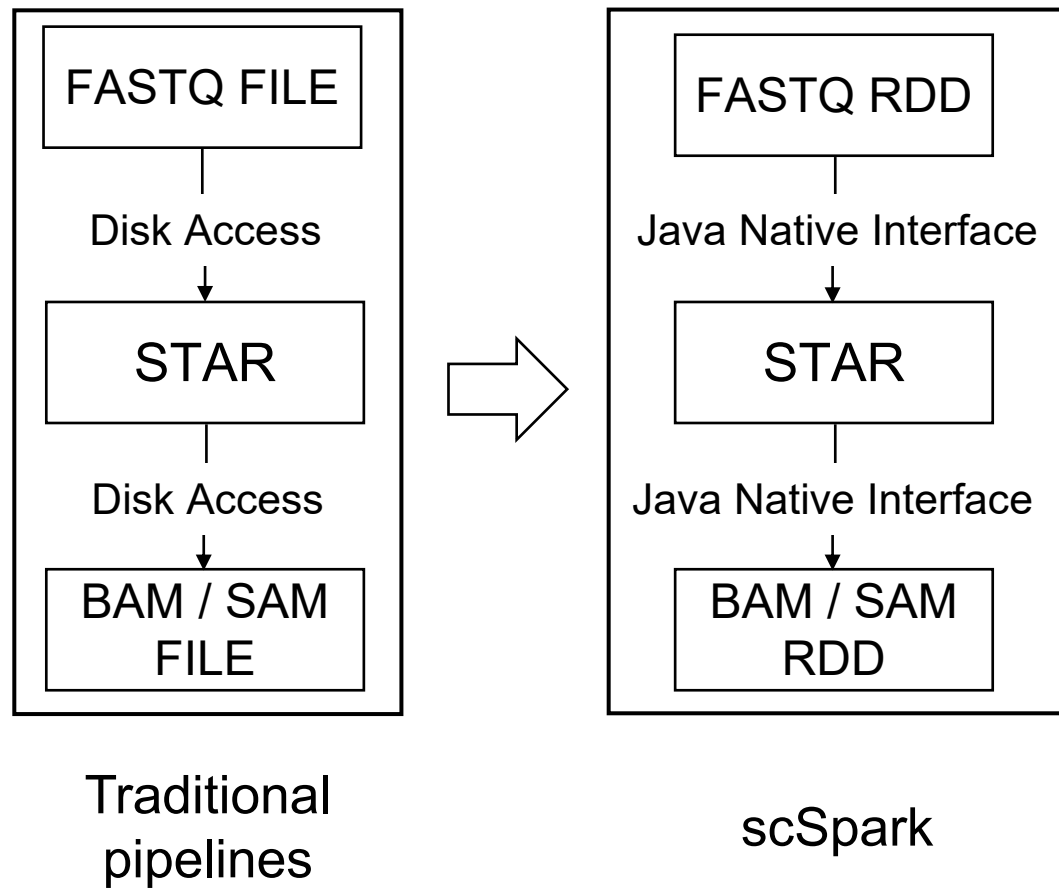 FASTQ FILE
Disk Access
STAR
Disk Access
BAM / SAM
FILE
Traditional
pipelines
FASTQ RDD
Java Native Interface
STAR
Java Native Interface
BAM / SAM
RDD
scSpark